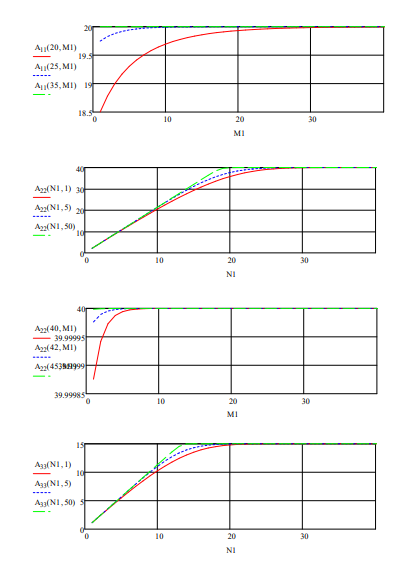 20
A11(20, M1)
19.5
A11(25, M1)
19
A11(35, M1)
18.5
0 10 20 30
M1
40
A22(N1, 1)
30
A22(N1, 5)
20
A22(N1, 50)
10
0
0 10 20 30
N1
40
A22(40, M1)
39.99995
A22(42, M1)
A22(45, M1)
39.99985
0 10 20 30
M1
15
A33(N1, 1)
10
A33(N1, 5)
5
A33(N1, 50)
0
0 10 20 30
N1